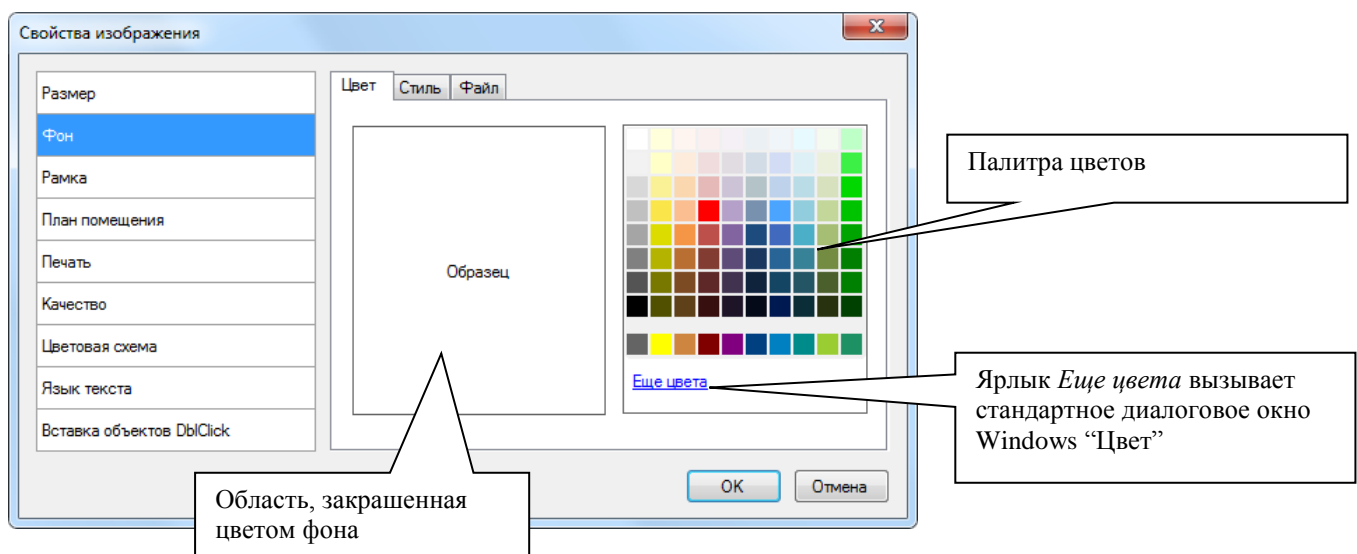 Свойства изображения
Размер
Фон
Рамка
План помещения
Печать
Качество
Цветовая схема
Язык текста
Вставка объектов DblClick
Цвет Стиль Файл
Образец
Еще цвета
OK Отмена
Палитра цветов
Ярлык Еще цвета вызывает
стандартное диалоговое окно
Windows “Цвет”
Область, закрашенная
цветом фона